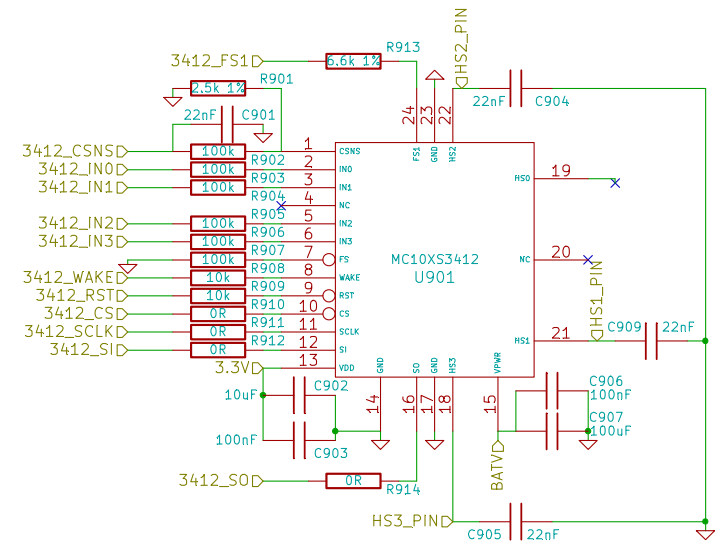 HS2_PIN
3412_FS1
6.6k 1%
R913
2.5k 1%
R901
22nF
C901
22nF
C904
24
23
22
FS1
GND
HS2
3412_CSNS
100k
R902
1
CSNS
3412_IN0
100k
R903
2
IN0
3412_IN1
100k
R904
3
IN1
4
NC
3412_IN2
100k
R905
5
IN2
3412_IN3
100k
R906
6
IN3
100k
R907
7
FS
3412_WAKE
10k
R908
8
WAKE
3412_RST
10k
R909
9
RST
3412_CS
0R
R910
10
CS
3412_SCLK
0R
R911
11
SCLK
3412_SI
0R
R912
12
SI
3.3V
13
VDD
MC10XS3412
U901
HS0
19
NC
20
HS1_PIN
HS1
21
C909
22nF
GND
SO
GND
HS3
VPWR
14
16
17
18
15
10uF
C902
100nF
C903
C906
100nF
C907
100uF
BATV
3412_SO
0R
R914
HS3_PIN
C905
22nF